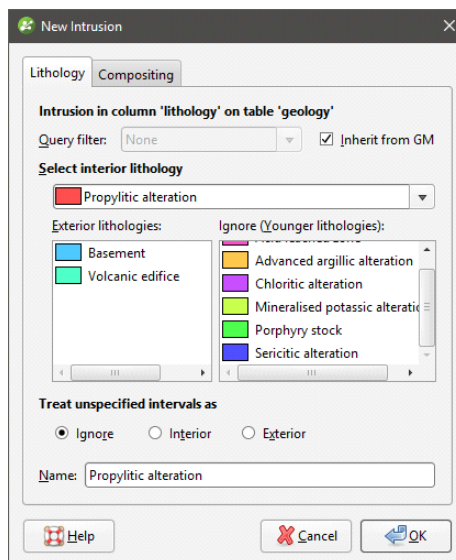 New Intrusion
Lithology Compositing
Intrusion in column 'lithology' on table 'geology'
Query filter: None Inherit from GM
Select interior lithology
Propylitic alteration
Exterior lithologies: Ignore (Younger lithologies):
Basement
Volcanic edifice
Advanced argillic alteration
Chloritic alteration
Mineralised potassic alteratic
Porphyry stock
Sericitic alteration
Treat unspecified intervals as
Ignore Interior Exterior
Name: Propylitic alteration
Help Cancel OK